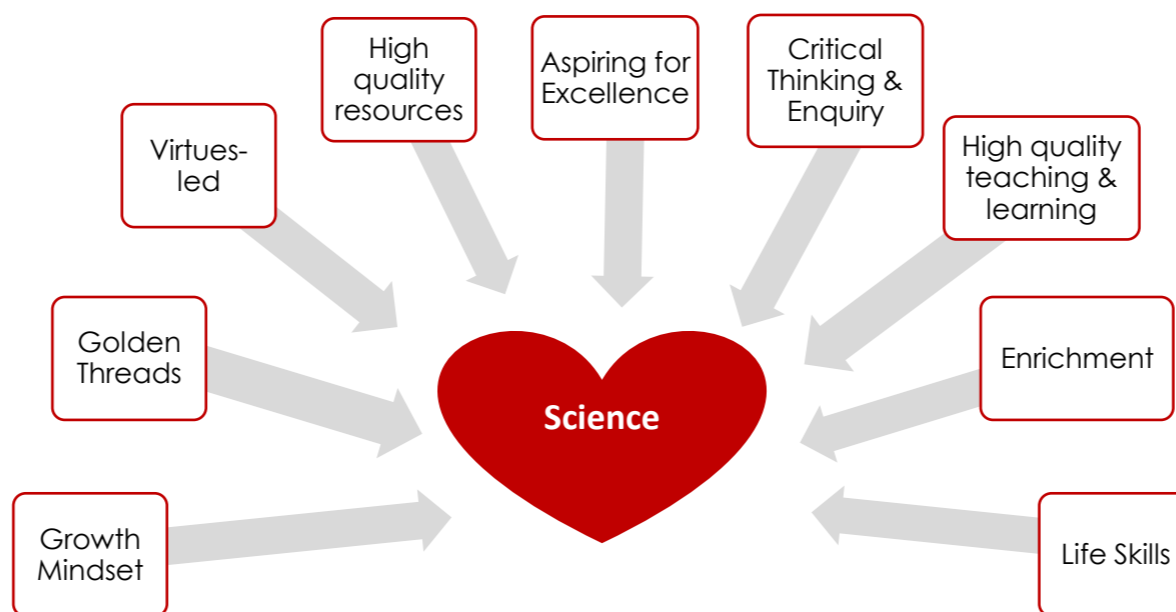 High
quality
resources
Aspiring for
Excellence
Critical
Thinking &
Enquiry
Virtues-
led
High quality
teaching &
learning
Golden
Threads
Enrichment
Science
Growth
Mindset
Life Skills